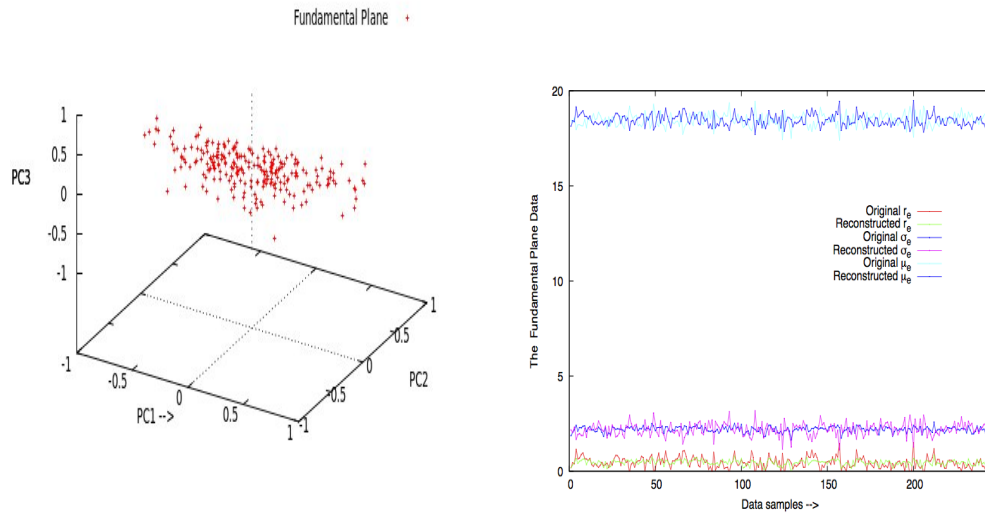 Fundamental Plane
PC3
1
0.5
0
-0.5
-1
-1
-0.5
0
0.5
1
PC1 -->
-1
-0.5
0
0.5
1
PC2
20
15
10
5
0
The Fundamental Plane Data
Original re
Reconstructed re
Original σe
Reconstructed σe
Original μe
Reconstructed μe
0
50
100
150
200
Data samples -->